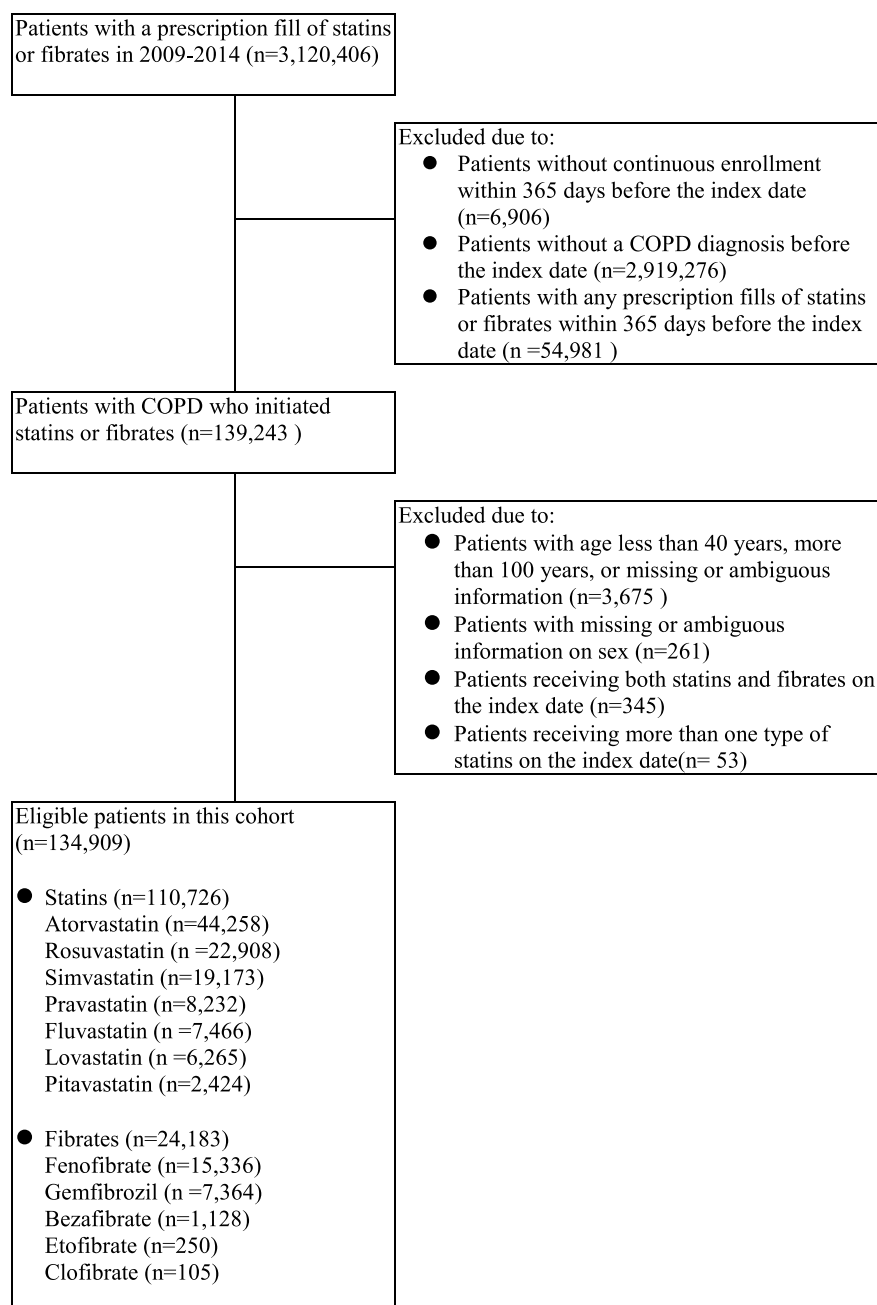 Patients with a prescription fill of statins
or fibrates in 2009-2014 (n=3,120,406)
Excluded due to:
● Patients without continuous enrollment
within 365 days before the index date
(n=6,906)
● Patients without a COPD diagnosis before
the index date (n=2,919,276)
● Patients with any prescription fills of statins
or fibrates within 365 days before the index
date (n =54,981 )
Patients with COPD who initiated
statins or fibrates (n=139,243 )
Excluded due to:
● Patients with age less than 40 years, more
than 100 years, or missing or ambiguous
information (n=3,675 )
● Patients with missing or ambiguous
information on sex (n=261)
● Patients receiving both statins and fibrates on
the index date (n=345)
● Patients receiving more than one type of
statins on the index date(n= 53)
Eligible patients in this cohort
(n=134,909)
● Statins (n=110,726)
Atorvastatin (n=44,258)
Rosuvastatin (n =22,908)
Simvastatin (n=19,173)
Pravastatin (n=8,232)
Fluvastatin (n =7,466)
Lovastatin (n =6,265)
Pitavastatin (n=2,424)
● Fibrates (n=24,183)
Fenofibrate (n=15,336)
Gemfibrozil (n =7,364)
Bezafibrate (n=1,128)
Etofibrate (n=250)
Clofibrate (n=105)